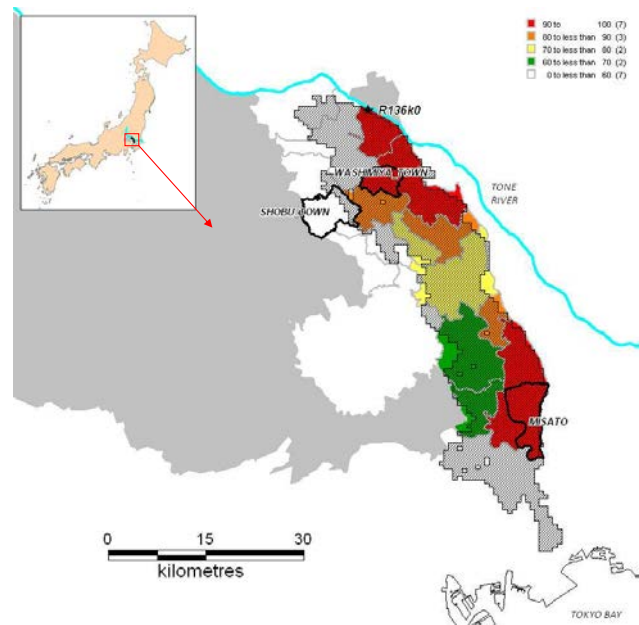 90 to 100 (7)
80 to less than 90 (3)
70 to less than 80 (2)
60 to less than 70 (2)
0 to less than 60 (7)
R136k0
WASHIMIYA TOWN
TONE
RIVER
SHOBU TOWN
MISATO
0 15 30
kilometres
TOKYO BAY